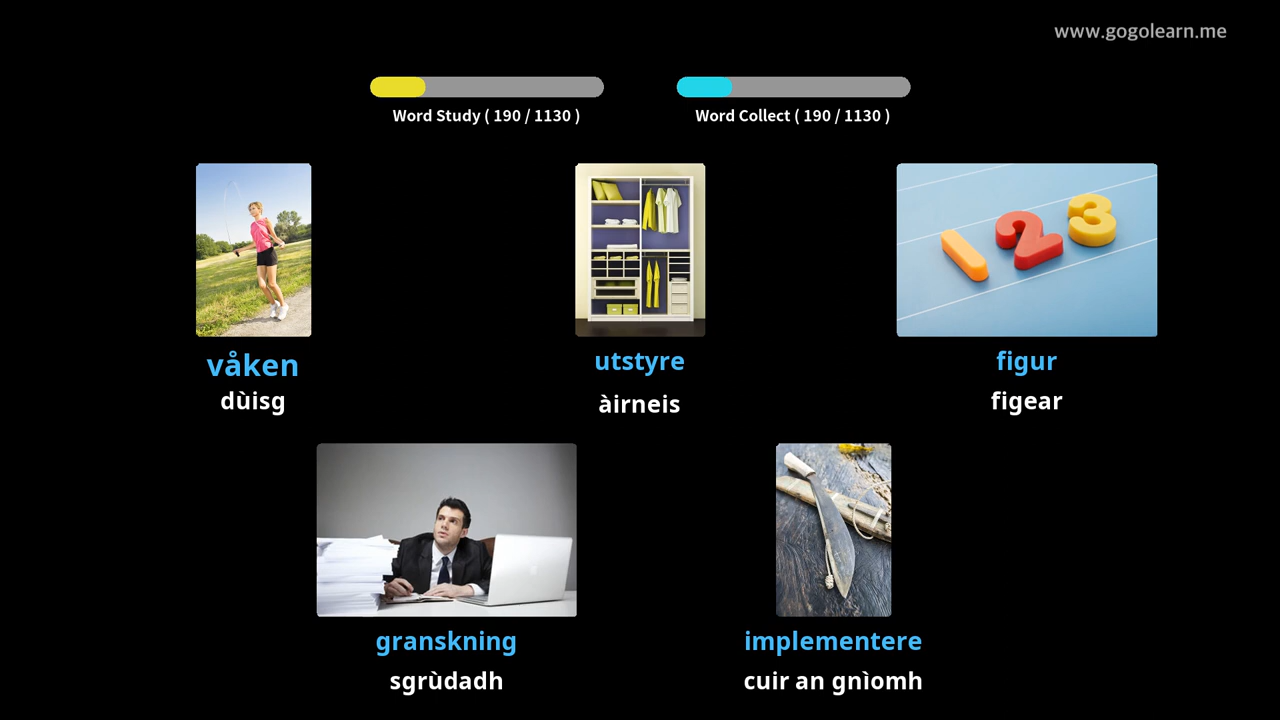 www.gogolearn.me
Word Study ( 190 / 1130 )
Word Collect ( 190 / 1130 )
våken
dùisg
utstyre
àirneis
figur
figear
granskning
sgrùdadh
implementere
cuir an gnìomh